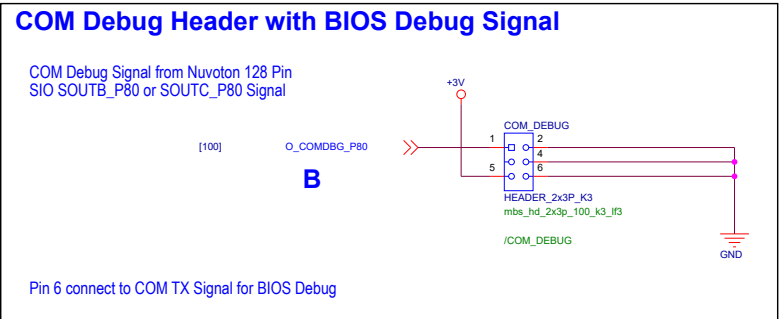 COM Debug Header with BIOS Debug Signal
COM Debug Signal from Nuvoton 128 Pin
SIO SOUTB_P80 or SOUTC_P80 Signal
+3V
COM_DEBUG
1
2
[100]
O_COMDBG_P80
4
5
6
B
HEADER_2x3P_K3
mbs_hd_2x3p_100_k3_lf3
/COM_DEBUG
GND
Pin 6 connect to COM TX Signal for BIOS Debug